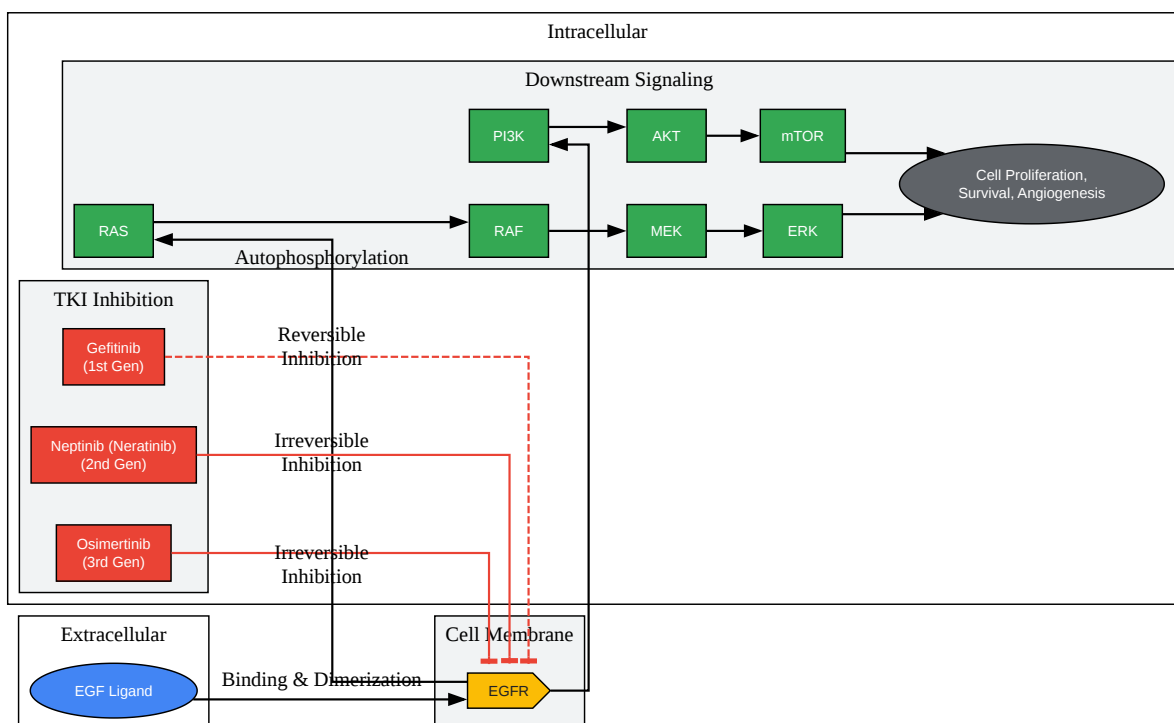 Intracellular
Downstream Signaling
PI3K
AKT
mTOR
Cell Proliferation,
Survival, Angiogenesis
RAS
RAF
MEK
ERK
Autophosphorylation
TKI Inhibition
Gefitinib
(1st Gen)
Reversible
Inhibition
Neptinib (Neratinib)
(2nd Gen)
Irreversible
Inhibition
Osimertinib
(3rd Gen)
Irreversible
Inhibition
Extracellular
Cell Membrane
EGF Ligand
Binding & Dimerization
EGFR